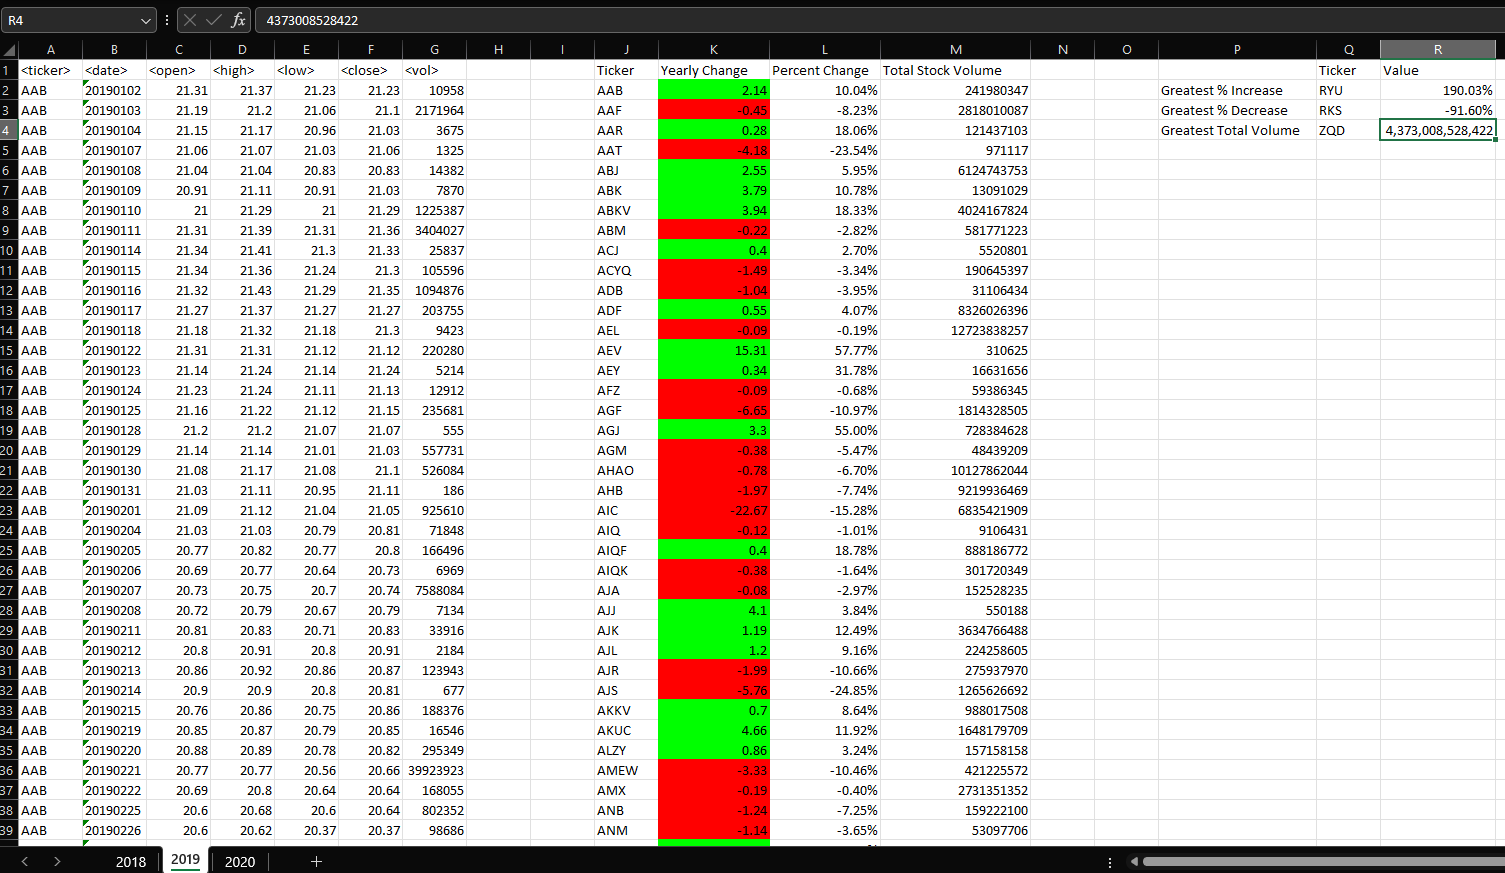 R4 fx 4373008528422
A B C D E F G H I J K L M N O P Q R
1 <ticker> <date> <open> <high> <low> <close> <vol> Ticker Yearly Change Percent Change Total Stock Volume Ticker Value
2 AAB 20190102 21.31 21.37 21.23 21.23 10958 AAB 2.14 10.04% 241980347 Greatest % Increase RYU 190.03%
3 AAB 20190103 21.19 21.2 21.06 21.1 2171964 AAF -0.45 -8.23% 2818010087 Greatest % Decrease RKS -91.60%
4 AAB 20190104 21.15 21.17 20.96 21.03 3675 AAR 0.28 18.06% 121437103 Greatest Total Volume ZQD 4,373,008,528,422
5 AAB 20190107 21.06 21.07 21.03 21.06 1325 AAT -4.18 -23.54% 971117
6 AAB 20190108 21.04 21.04 20.83 20.83 14382 ABJ 2.55 5.95% 6124743753
7 AAB 20190109 20.91 21.11 20.91 21.03 7870 ABK 3.79 10.78% 13091029
8 AAB 20190110 21 21.29 21 21.29 1225387 ABKV 3.94 18.33% 4024167824
9 AAB 20190111 21.31 21.39 21.31 21.36 3404027 ABM -0.22 -2.82% 581771223
10 AAB 20190114 21.34 21.41 21.3 21.33 25837 ACJ 0.4 2.70% 5520801
11 AAB 20190115 21.34 21.36 21.24 21.3 105596 ACYQ -1.49 -3.34% 190645397
12 AAB 20190116 21.32 21.43 21.29 21.35 1094876 ADB -1.04 -3.95% 31106434
13 AAB 20190117 21.27 21.37 21.27 21.27 203755 ADF 0.55 4.07% 8326026396
14 AAB 20190118 21.18 21.32 21.18 21.3 9423 AEL -0.09 -0.19% 12723838257
15 AAB 20190122 21.31 21.31 21.12 21.12 220280 AEV 15.31 57.77% 310625
16 AAB 20190123 21.14 21.24 21.14 21.24 5214 AEY 0.34 31.78% 16631656
17 AAB 20190124 21.23 21.24 21.11 21.13 12912 AFZ -0.09 -0.68% 59386345
18 AAB 20190125 21.16 21.22 21.12 21.15 235681 AGF -6.65 -10.97% 1814328505
19 AAB 20190128 21.2 21.2 21.07 21.07 555 AGJ 3.3 55.00% 728384628
20 AAB 20190129 21.14 21.14 21.01 21.03 557731 AGM -0.38 -5.47% 48439209
21 AAB 20190130 21.08 21.17 21.08 21.1 526084 AHAO -0.78 -6.70% 10127862044
22 AAB 20190131 21.03 21.11 20.95 21.11 186 AHB -1.97 -7.74% 9219936469
23 AAB 20190201 21.09 21.12 21.04 21.05 925610 AIC -22.67 -15.28% 6835421909
24 AAB 20190204 21.03 21.03 20.79 20.81 71848 AIQ -0.12 -1.01% 9106431
25 AAB 20190205 20.77 20.82 20.77 20.8 166496 AIQF 0.4 18.78% 888186772
26 AAB 20190206 20.69 20.77 20.64 20.73 6969 AIQK -0.38 -1.64% 301720349
27 AAB 20190207 20.73 20.75 20.7 20.74 7588084 AJA -0.08 -2.97% 152528235
28 AAB 20190208 20.72 20.79 20.67 20.79 7134 AJJ 4.1 3.84% 550188
29 AAB 20190211 20.81 20.83 20.71 20.83 33916 AJK 1.19 12.49% 3634766488
30 AAB 20190212 20.8 20.91 20.8 20.91 2184 AJL 1.2 9.16% 224258605
31 AAB 20190213 20.86 20.92 20.86 20.87 123943 AJR -1.99 -10.66% 275937970
32 AAB 20190214 20.9 20.9 20.8 20.81 677 AJS -5.76 -24.85% 1265626692
33 AAB 20190215 20.76 20.86 20.75 20.86 188376 AKKV 0.7 8.64% 988017508
34 AAB 20190219 20.85 20.87 20.79 20.85 16546 AKUC 4.66 11.92% 1648179709
35 AAB 20190220 20.88 20.89 20.78 20.82 295349 ALZY 0.86 3.24% 157158158
36 AAB 20190221 20.77 20.77 20.56 20.66 39923923 AMEW -3.33 -10.46% 421225572
37 AAB 20190222 20.69 20.8 20.64 20.64 168055 AMX -0.19 -0.40% 2731351352
38 AAB 20190225 20.6 20.68 20.6 20.64 802352 ANB -1.24 -7.25% 159222100
39 AAB 20190226 20.6 20.62 20.37 20.37 98686 ANM -1.14 -3.65% 53097706
2018 2019 2020